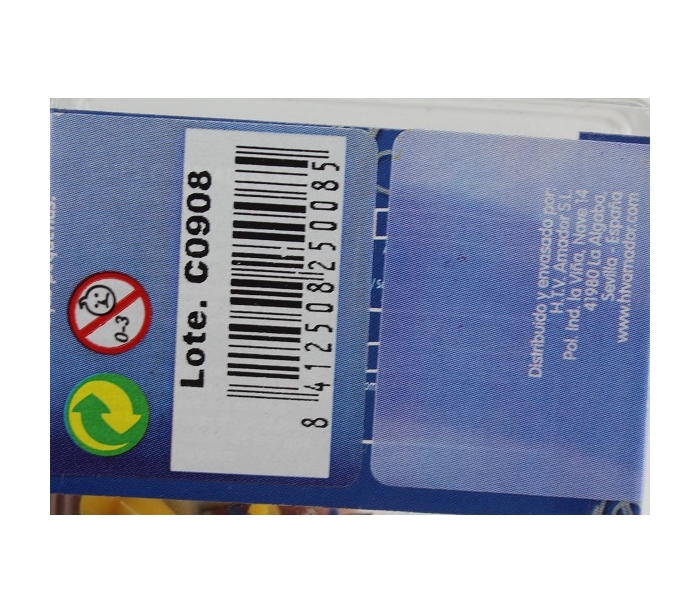 Lote. C0908
8 412508 250085
0-3
Distribuido y envasado por:
H.T.V. Amador S.L.
Pol. Ind. la Viña, Nave 14
41980 La Algaba,
Sevilla - España
www.htvamador.com